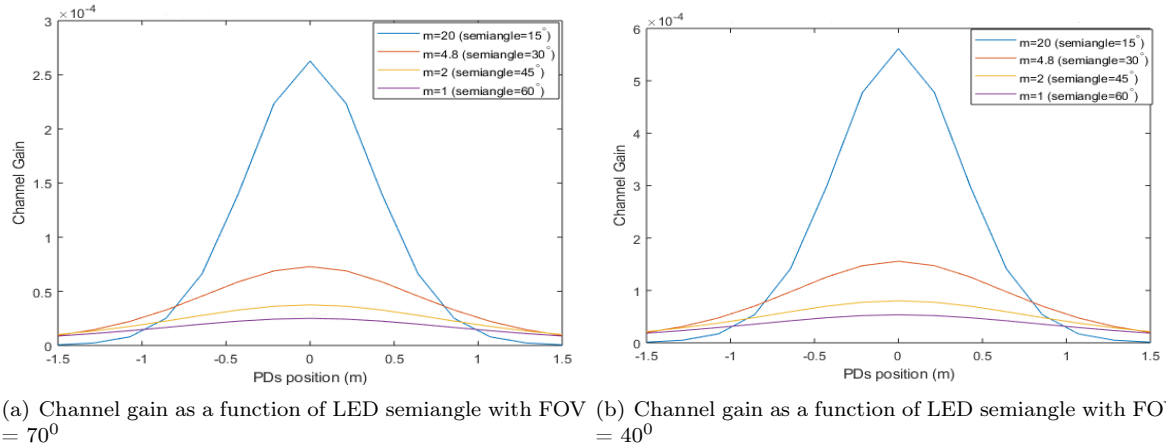 ×10-4
3
2.5
2
1.5
1
0.5
0
-1.5 -1 -0.5 0 0.5 1 1.5
Channel Gain
PDs position (m)
m=20 (semiangle=15°)
m=4.8 (semiangle=30°)
m=2 (semiangle=45°)
m=1 (semiangle=60°)
(a) Channel gain as a function of LED semiangle with FOV
= 70⁰
×10-4
6
5
4
3
2
1
0
-1.5 -1 -0.5 0 0.5 1 1.5
Channel Gain
PDs position (m)
m=20 (semiangle=15°)
m=4.8 (semiangle=30°)
m=2 (semiangle=45°)
m=1 (semiangle=60°)
(b) Channel gain as a function of LED semiangle with FO
= 40⁰